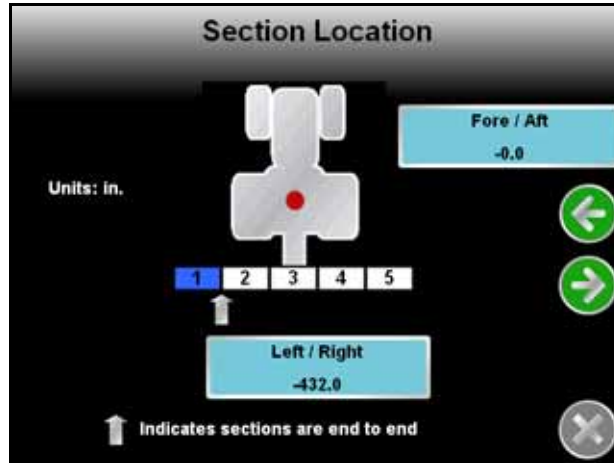 Section Location
Fore / Aft
-0.0
Units: in.
1 2 3 4 5
Left / Right
-432.0
Indicates sections are end to end